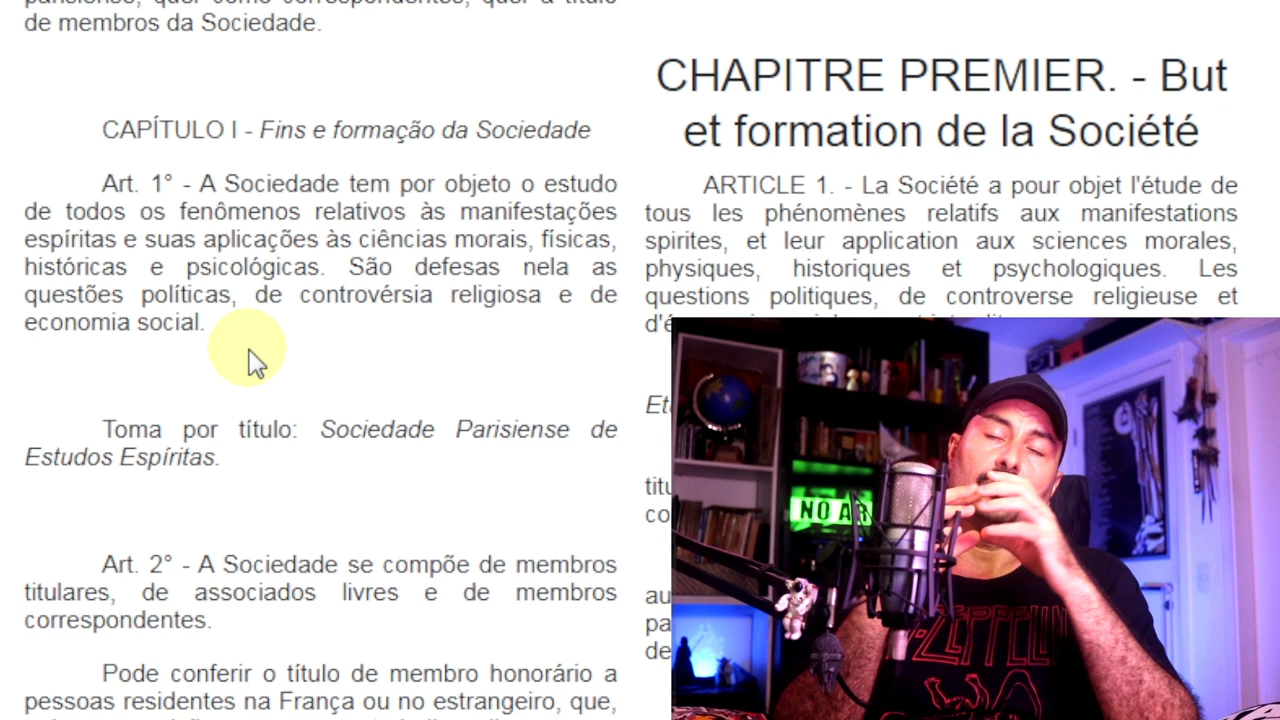 de membros da Sociedade.
CAPÍTULO I - Fins e formação da Sociedade
Art. 1° - A Sociedade tem por objeto o estudo
de todos os fenômenos relativos às manifestações
espíritas e suas aplicações às ciências morais, físicas,
históricas e psicológicas. São defesas nela as
questões políticas, de controvérsia religiosa e de
economia social.
Toma por título: Sociedade Parisiense de
Estudos Espíritas.
Art. 2° - A Sociedade se compõe de membros
titulares, de associados livres e de membros
correspondentes.
Pode conferir o título de membro honorário a
pessoas residentes na França ou no estrangeiro, que,
CHAPITRE PREMIER. - But
et formation de la Société
ARTICLE 1. - La Société a pour objet l'étude de
tous les phénomènes relatifs aux manifestations
spirites, et leur application aux sciences morales,
physiques, historiques et psychologiques. Les
questions politiques, de controverse religieuse et
NO
ZEPPELIN